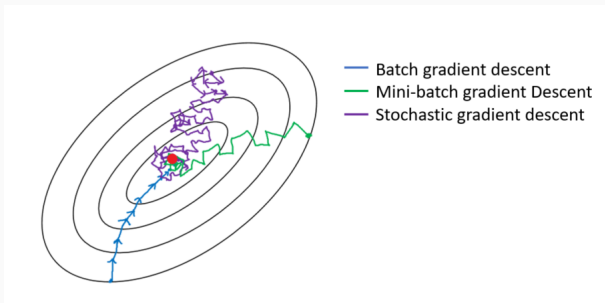 Batch gradient descent
Mini-batch gradient Descent
Stochastic gradient descent